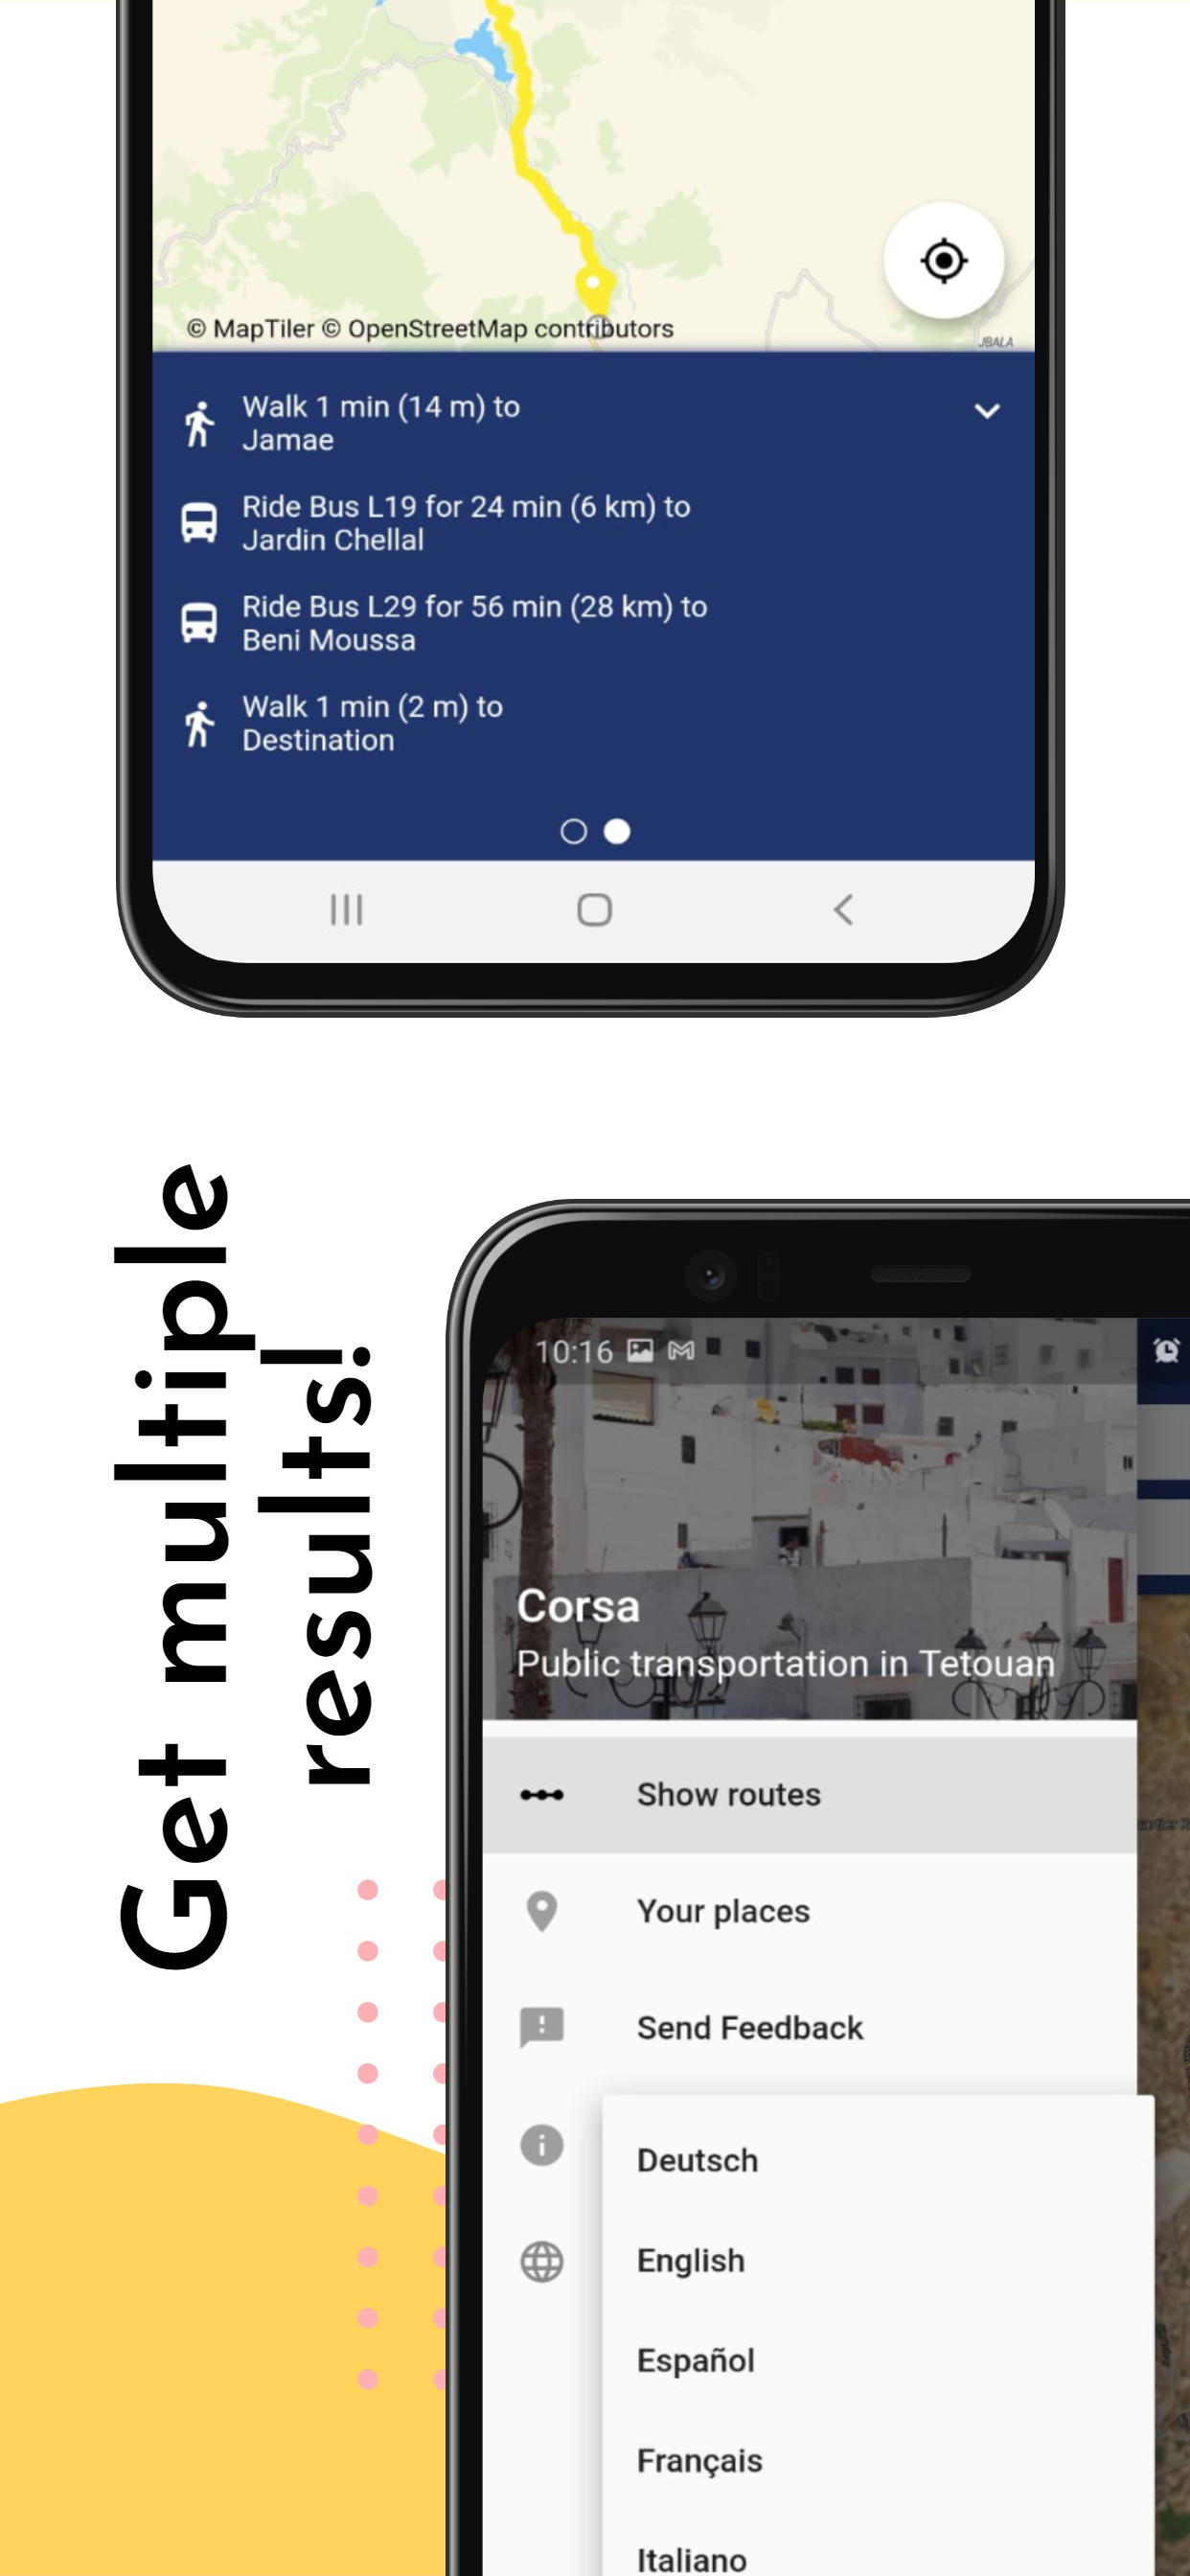 © MapTiler © OpenStreetMap contributors
JBALA
Walk 1 min (14 m) to
Jamae
Ride Bus L19 for 24 min (6 km) to
Jardin Chellal
Ride Bus L29 for 56 min (28 km) to
Beni Moussa
Walk 1 min (2 m) to
Destination
Get multiple
results!
10:16
Corsa
Public transportation in Tetouan
Show routes
Your places
Send Feedback
Deutsch
English
Español
Français
Italiano